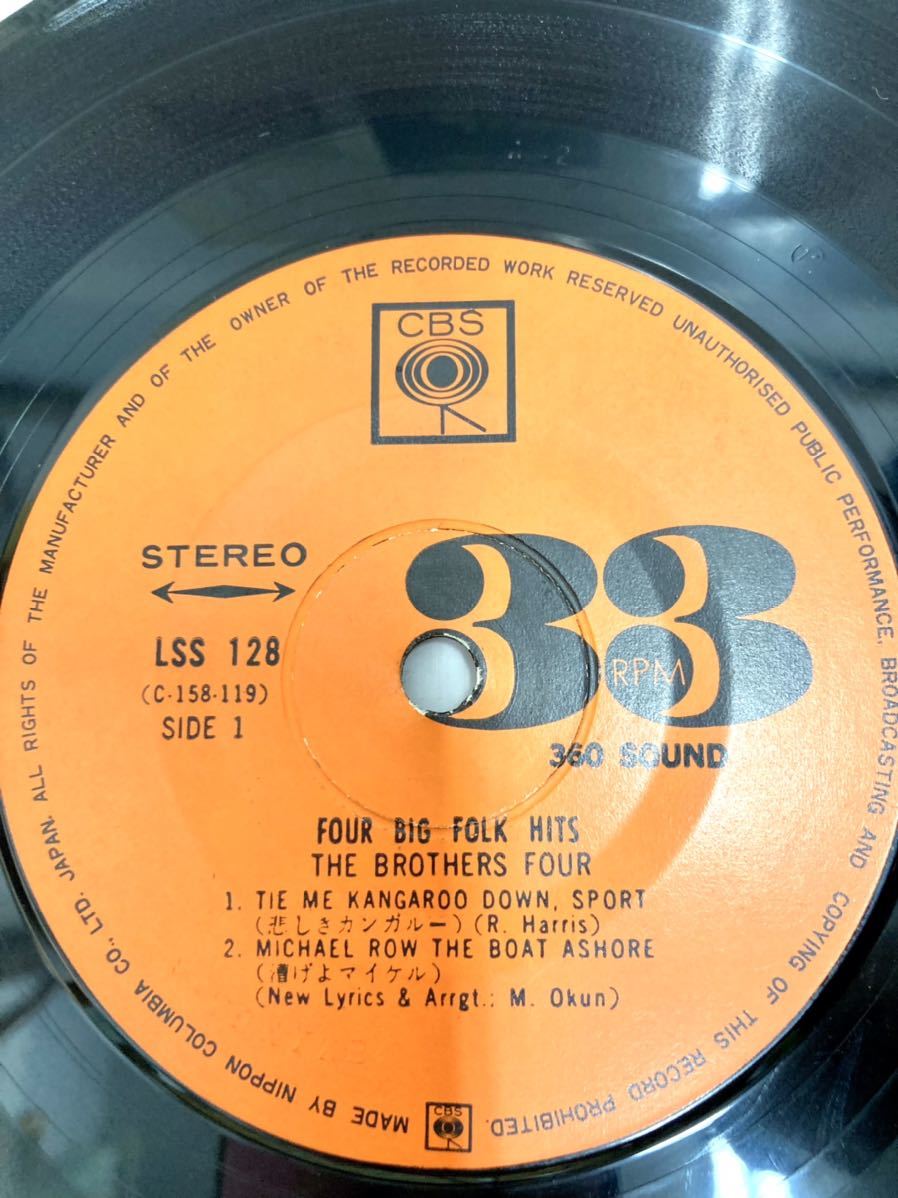 CBS
STEREO
33
RPM
LSS 128
(C·158·119)
SIDE 1
360 SOUND
FOUR BIG FOLK HITS
THE BROTHERS FOUR
1. TIE ME KANGAROO DOWN, SPORT
(悲しきカンガルー) (R. Harris)
2. MICHAEL ROW THE BOAT ASHORE
(漕げよマイケル)
(New Lyrics & Arrgt.: M. Okun)
MADE BY NIPPON COLUMBIA CO., LTD. JAPAN. ALL RIGHTS OF THE MANUFACTURER AND OF THE OWNER OF THE RECORDED WORK RESERVED UNAUTHORISED PUBLIC PERFORMANCE, BROADCASTING AND COPYING OF THIS RECORD PROHIBITED.
CBS